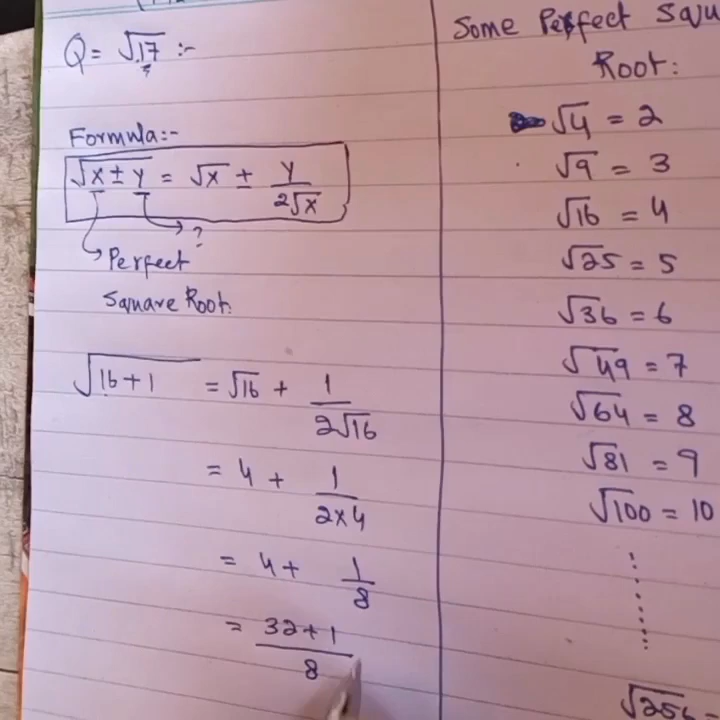 Q = √17 :-
Formula:-
√x ± y = √x ± y/2√x
?
Perfect
Square Root.
√16+1 = √16 + 1/2√16
= 4 + 1/2×4
= 4 + 1/8
= 32+1/8
Some Perfect Squ
Root:
√4 = 2
√9 = 3
√16 = 4
√25 = 5
√36 = 6
√49 = 7
√64 = 8
√81 = 9
√100 = 10
√256 =